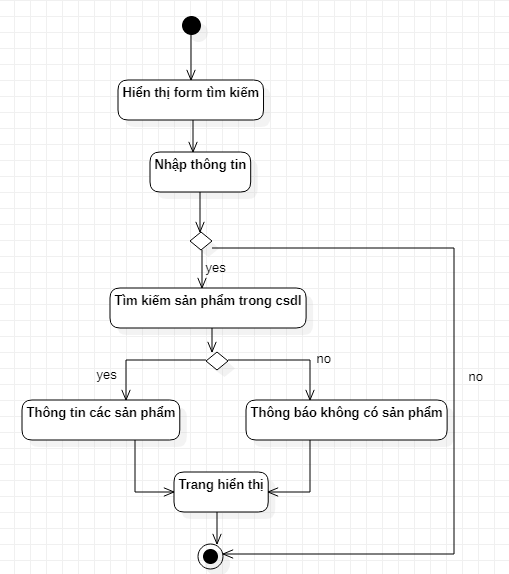 Hiển thị form tìm kiếm
Nhập thông tin
yes
Tìm kiếm sản phẩm trong csdl
yes
no
no
Thông tin các sản phẩm
Thông báo không có sản phẩm
Trang hiển thị